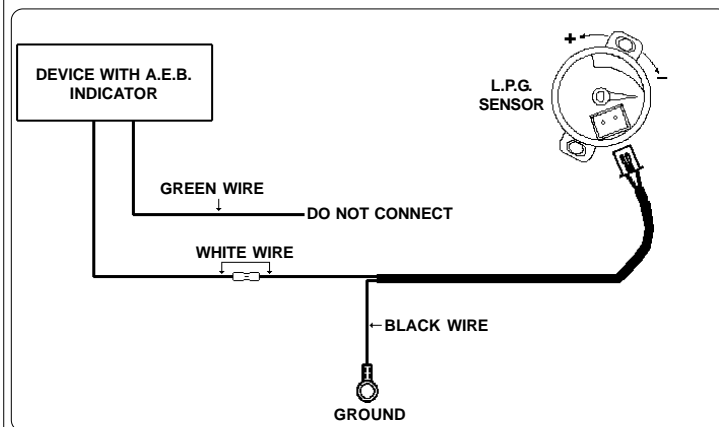 DEVICE WITH A.E.B.
INDICATOR
+
−
L.P.G.
SENSOR
GREEN WIRE
DO NOT CONNECT
WHITE WIRE
BLACK WIRE
GROUND